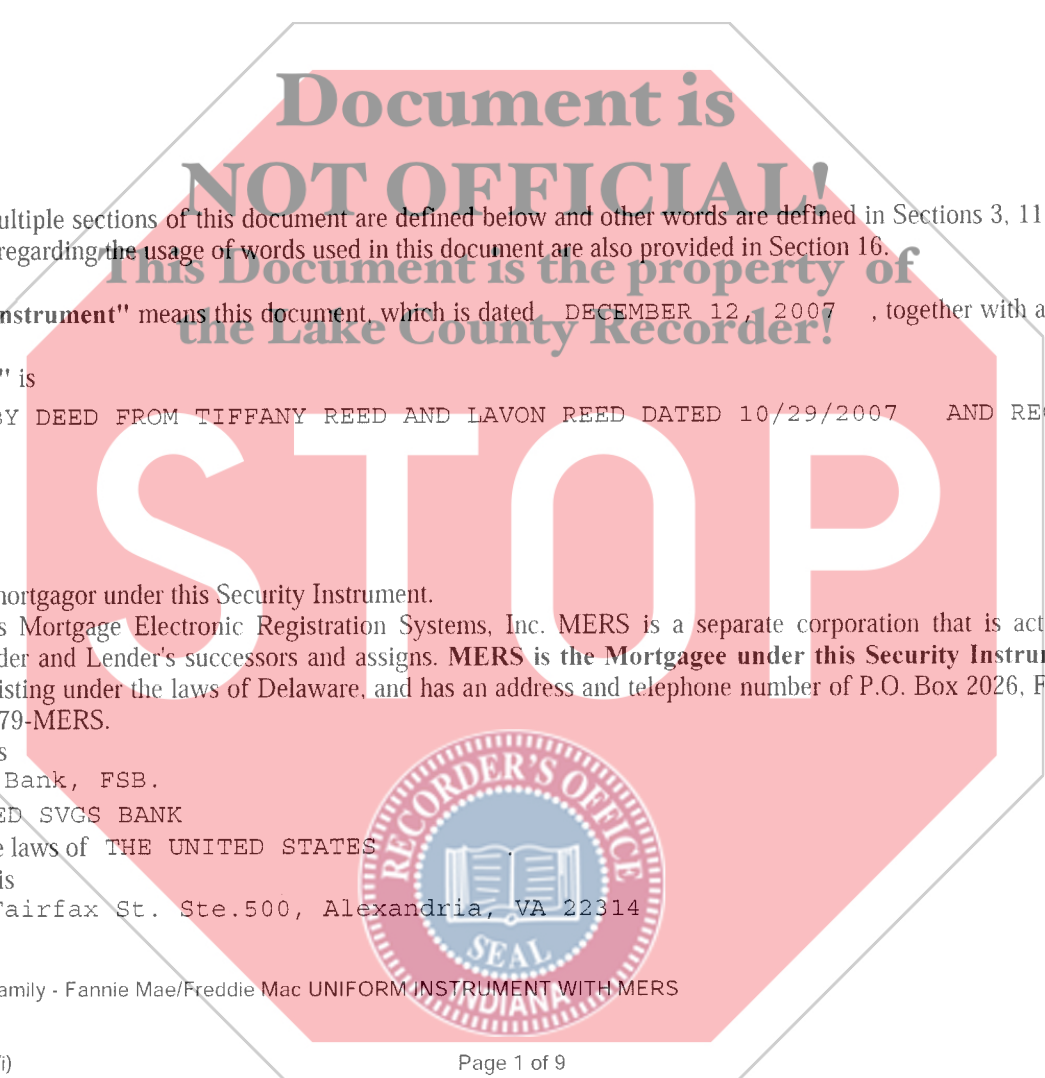 Document is
NOT OFFICIAL!
ultiple sections of this document are defined below and other words are defined in Sections 3, 11
regarding the usage of words used in this document are also provided in Section 16.
This Document is the property of
nstrument" means this document, which is dated DECEMBER 12, 2007 , together with a
the Lake County Recorder!
" is
BY DEED FROM TIFFANY REED AND LAVON REED DATED 10/29/2007 AND RE
STOP
mortgagor under this Security Instrument.
s Mortgage Electronic Registration Systems, Inc. MERS is a separate corporation that is act
der and Lender's successors and assigns. MERS is the Mortgagee under this Security Instru
isting under the laws of Delaware, and has an address and telephone number of P.O. Box 2026, F
79-MERS.
s
Bank, FSB.
ED SVGS BANK
e laws of THE UNITED STATES .
is
Fairfax St. Ste.500, Alexandria, VA 22314
RECORDER'S OFFICE
SEAL
INDIANA
amily - Fannie Mae/Freddie Mac UNIFORM INSTRUMENT WITH MERS
i)
Page 1 of 9